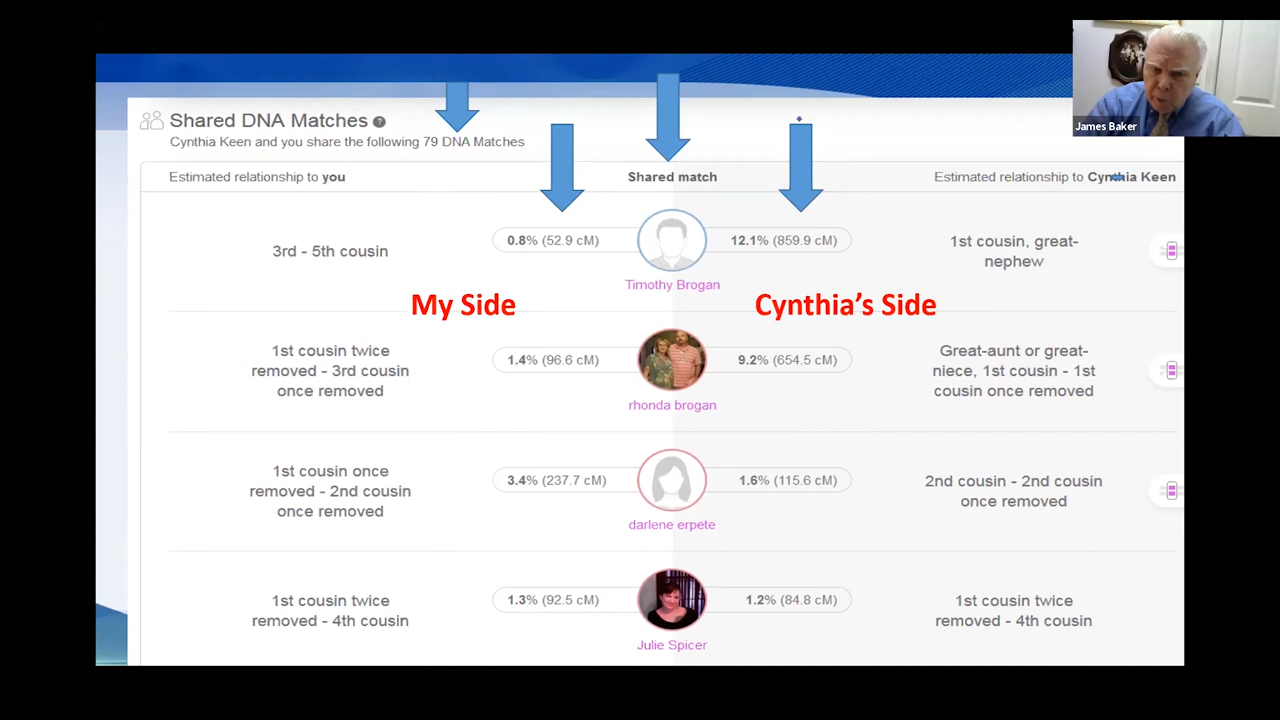 James Baker
Shared DNA Matches ?
Cynthia Keen and you share the following 79 DNA Matches
Estimated relationship to you
Shared match
Estimated relationship to Cynthia Keen
3rd - 5th cousin
0.8% (52.9 cM)
12.1% (859.9 cM)
1st cousin, great-
nephew
Timothy Brogan
My Side
Cynthia's Side
1st cousin twice
removed - 3rd cousin
once removed
1.4% (96.6 cM)
9.2% (654.5 cM)
Great-aunt or great-
niece, 1st cousin - 1st
cousin once removed
rhonda brogan
1st cousin once
removed - 2nd cousin
once removed
3.4% (237.7 cM)
1.6% (115.6 cM)
2nd cousin - 2nd cousin
once removed
darlene erpete
1st cousin twice
removed - 4th cousin
1.3% (92.5 cM)
1.2% (84.8 cM)
1st cousin twice
removed - 4th cousin
Julie Spicer